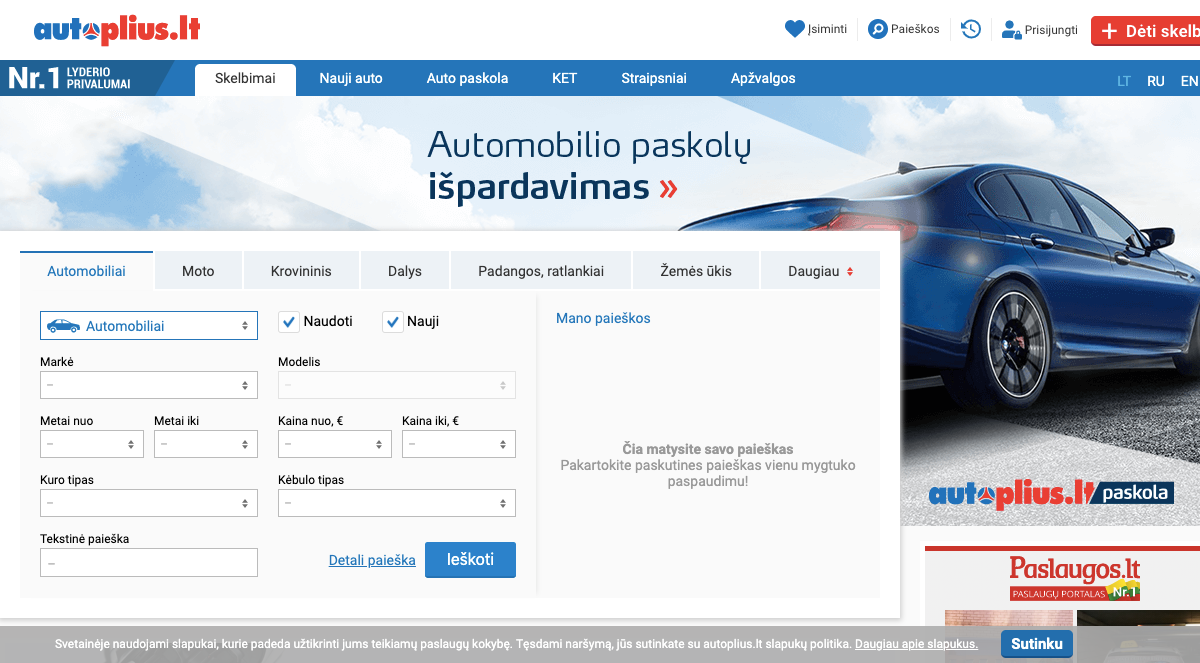 autoplius.lt
Įsiminti
Paieškos
Prisijungti
Dėti skelb
Nr.1 LYDERIO
PRIVALUMAI
Skelbimai
Nauji auto
Auto paskola
KET
Straipsniai
Apžvalgos
LT RU EN
Automobilio paskolų
išpardavimas »
Automobiliai
Moto
Krovininis
Dalys
Padangos, ratlankiai
Žemės ūkis
Daugiau
Automobiliai
Naudoti
Nauji
Mano paieškos
Markė
Modelis
–
–
Metai nuo
Metai iki
Kaina nuo, €
Kaina iki, €
–
–
–
–
Čia matysite savo paieškas
Pakartokite paskutines paieškas vienu mygtuko
paspaudimu!
Kuro tipas
Kėbulo tipas
–
–
autoplius.lt paskola
Tekstinė paieška
–
Detali paieška
Ieškoti
Paslaugos.lt
PASLAUGŲ PORTALAS Nr.1
Svetainėje naudojami slapukai, kurie padeda užtikrinti jums teikiamų paslaugų kokybę. Tęsdami naršymą, jūs sutinkate su autoplius.lt slapukų politika. Daugiau apie slapukus.
Sutinku